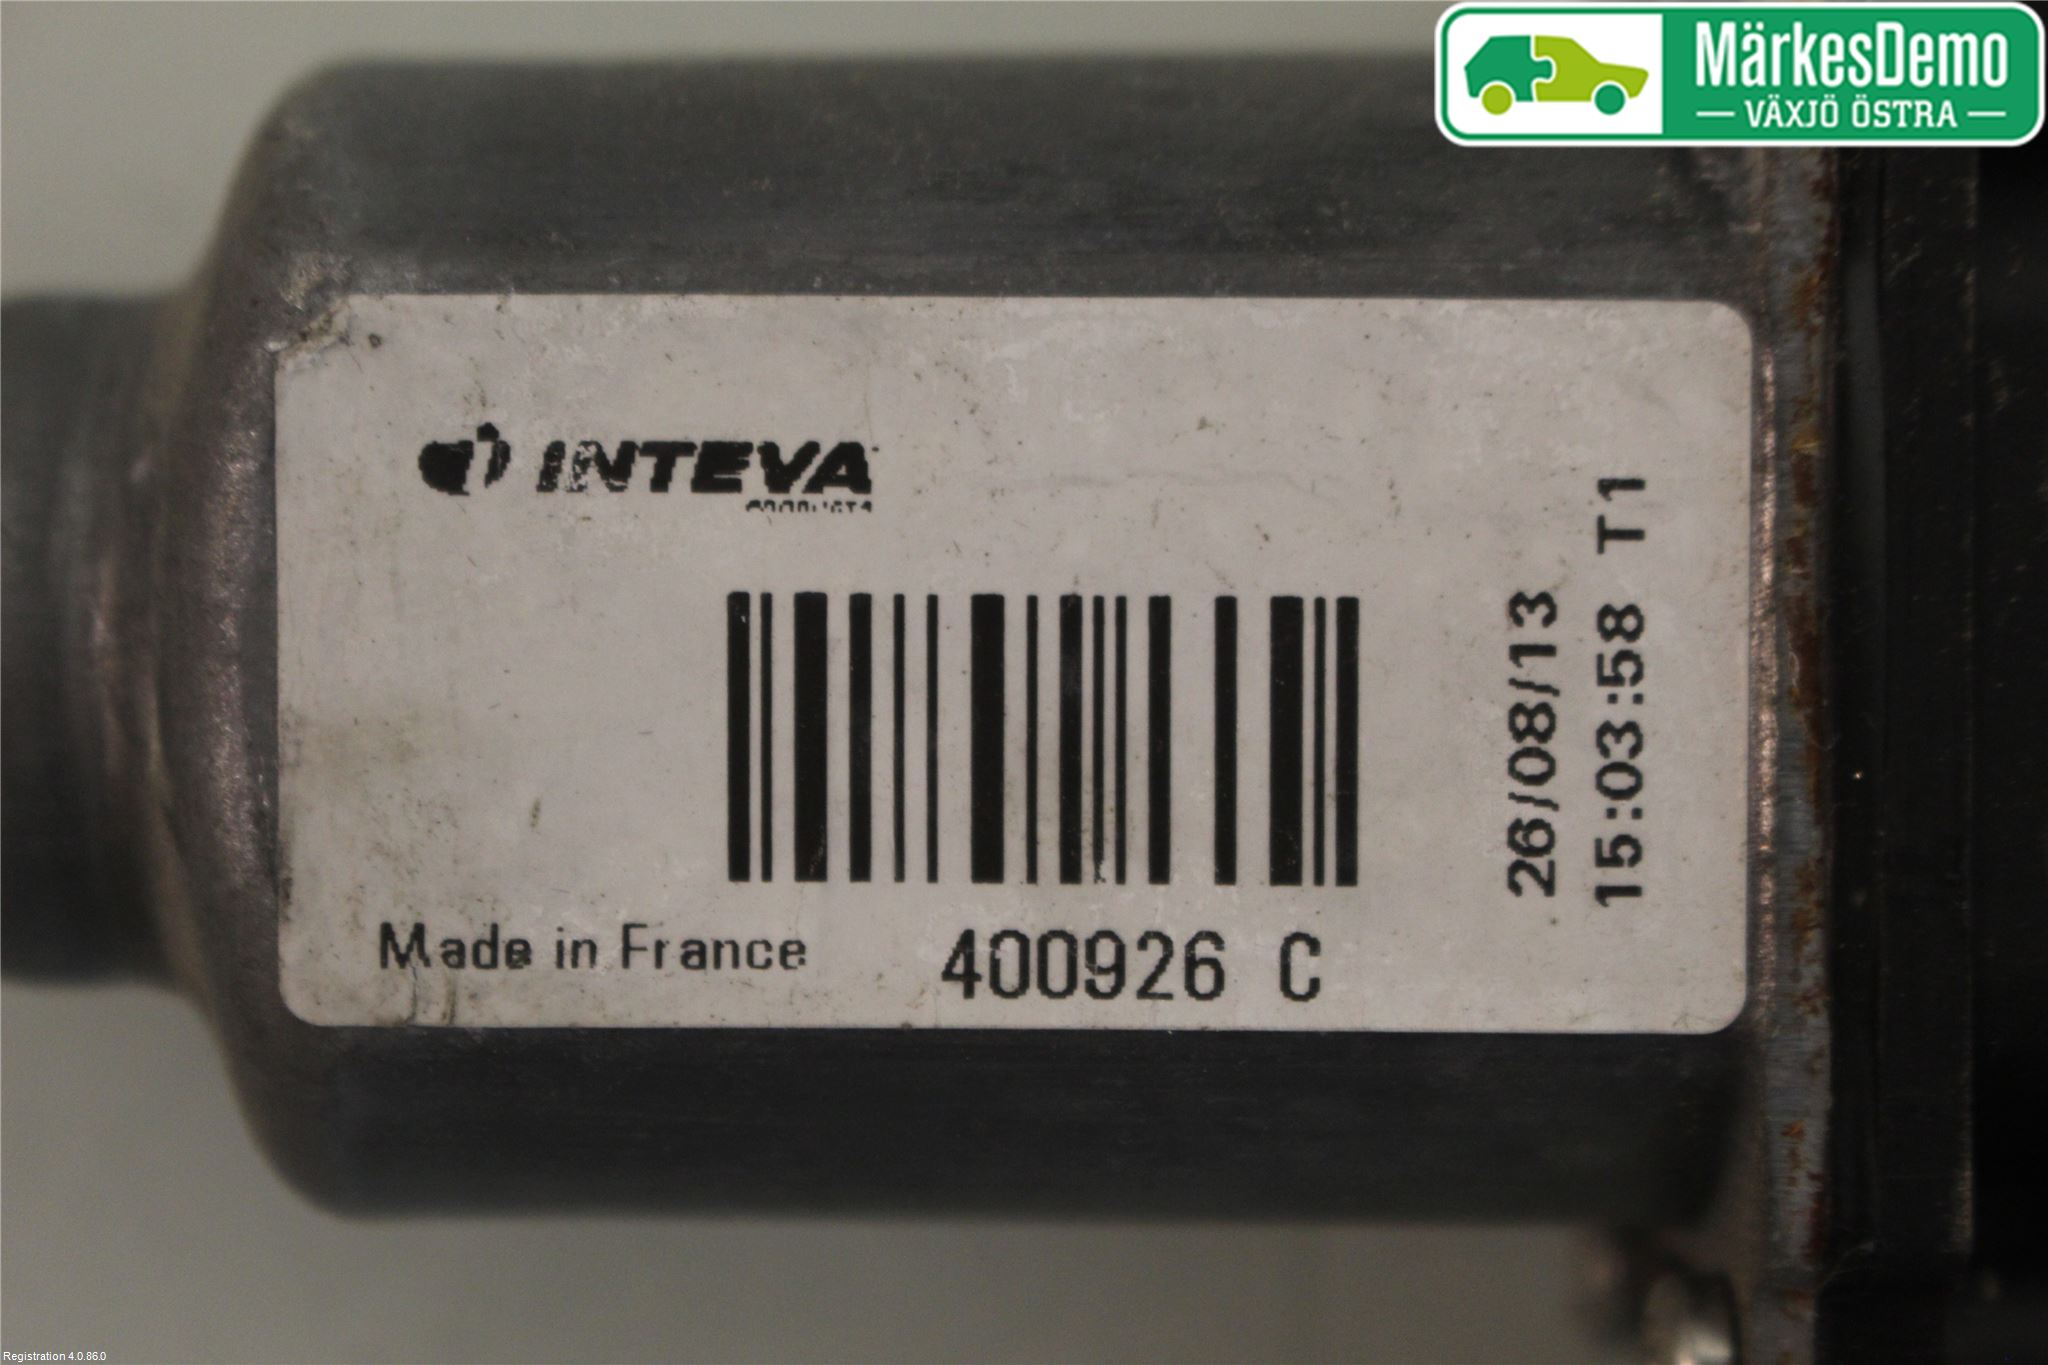 MärkesDemo
VÄXJÖ ÖSTRA
INTEVA
PRODUCTS
26/08/13
15:03:58 T1
Made in France
400926 C
Registration 4.0.86.0